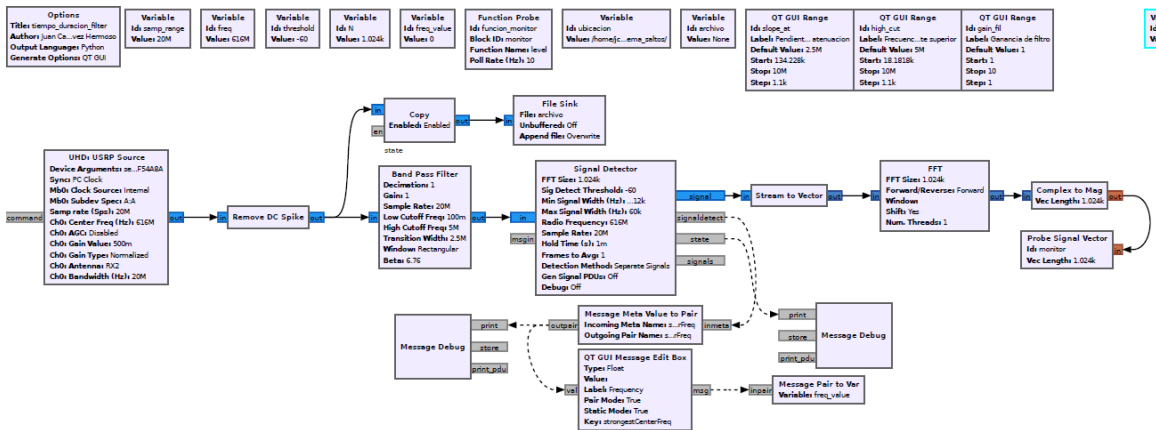 Options
Title: tiempo_duracion_filter
Author: Juan Ca...vez Hermoso
Output Language: Python
Generate Options: QT GUI
Variable
Id: samp_range
Value: 20M
Variable
Id: freq
Value: 616M
Variable
Id: threshold
Value: -60
Variable
Id: N
Value: 1.024k
Variable
Id: freq_value
Value: 0
Function Probe
Id: funcion_monitor
Block ID: monitor
Function Name: level
Poll Rate (Hz): 10
Variable
Id: ubicacion
Value: /home/jc...ema_saltos/
Variable
Id: archivo
Value: None
QT GUI Range
Id: slope_at
Label: Pendient... atenuacion
Default Value: 2.5M
Start: 134.228k
Stop: 10M
Step: 1.1k
QT GUI Range
Id: high_cut
Label: Frecuenc...te superior
Default Value: 5M
Start: 18.1818k
Stop: 10M
Step: 1.1k
QT GUI Range
Id: gain_fil
Label: Ganancia de filtro
Default Value: 1
Start: 1
Stop: 10
Step: 1
Copy
Enabled: Enabled
in
en
out
state
File Sink
File: archivo
Unbuffered: Off
Append file: Overwrite
in
UHD: USRP Source
Device Arguments: se...F54A8A
Sync: PC Clock
Mb0: Clock Source: Internal
Mb0: Subdev Spec: A:A
Samp rate (Sps): 20M
Ch0: Center Freq (Hz): 616M
Ch0: AGC: Disabled
Ch0: Gain Value: 500m
Ch0: Gain Type: Normalized
Ch0: Antenna: RX2
Ch0: Bandwidth (Hz): 20M
command
out
in
Remove DC Spike
out
Band Pass Filter
Decimation: 1
Gain: 1
Sample Rate: 20M
Low Cutoff Freq: 100m
High Cutoff Freq: 5M
Transition Width: 2.5M
Window: Rectangular
Beta: 6.76
in
out
Signal Detector
FFT Size: 1.024k
Sig Detect Threshold: -60
Min Signal Width (Hz): ...12k
Max Signal Width (Hz): 60k
Radio Frequency: 616M
Sample Rate: 20M
Hold Time (s): 1m
Frames to Avg: 1
Detection Method: Separate Signals
Gen Signal PDUs: Off
Debug: Off
in
msgin
signal
signaldetect
state
signals
in
Stream to Vector
out
FFT
FFT Size: 1.024k
Forward/Reverse: Forward
Window:
Shift: Yes
Num. Threads: 1
in
out
Complex to Mag
Vec Length: 1.024k
in
out
Probe Signal Vector
Id: monitor
Vec Length: 1.024k
in
Message Debug
print
store
print_pdu
Message Meta Value to Pair
Incoming Meta Name: s...rFreq
Outgoing Pair Name: s...rFreq
outpair
inmeta
print
store
print_pdu
Message Debug
QT GUI Message Edit Box
Type: Float
Value:
Label: Frequency
Pair Mode: True
Static Mode: True
Key: strongestCenterFreq
val
msg
inpair
Message Pair to Var
Variable: freq_value